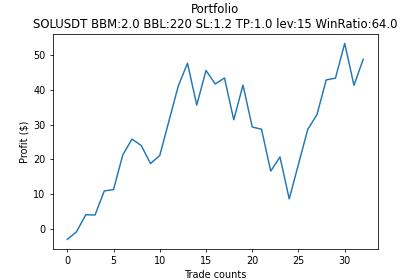 Portfolio
SOLUSDT BBM:2.0 BBL:220 SL:1.2 TP:1.0 lev:15 WinRatio:64.0
50
40
30
20
10
0
Profit ($)
0 5 10 15 20 25 30
Trade counts